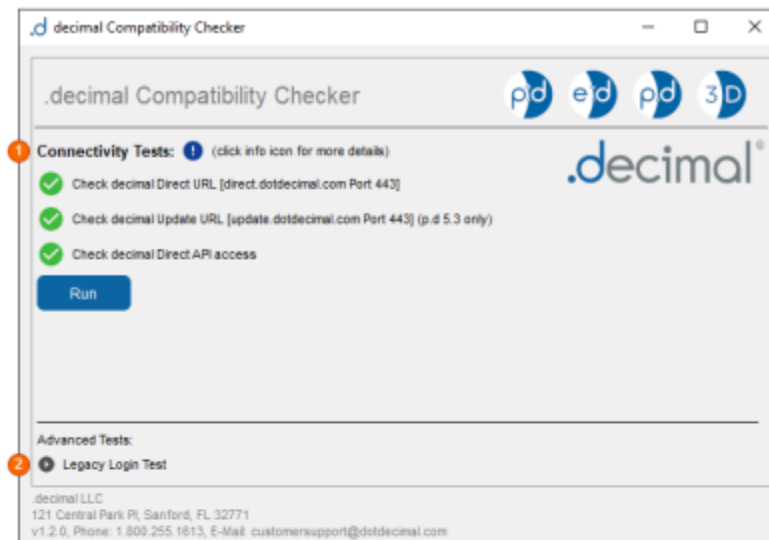 .d decimal Compatibility Checker
.decimal Compatibility Checker
p.d e.d p.d 3D
1 Connectivity Tests: ! (click info icon for more details)
.decimal®
Check decimal Direct URL [direct.dotdecimal.com Port 443]
Check decimal Update URL [update.dotdecimal.com Port 443] (p.d 5.3 only)
Check decimal Direct API access
Run
Advanced Tests:
2 Legacy Login Test
.decimal LLC
121 Central Park Pl, Sanford, FL 32771
v1.2.0, Phone: 1.800.255.1613, E-Mail: customersupport@dotdecimal.com